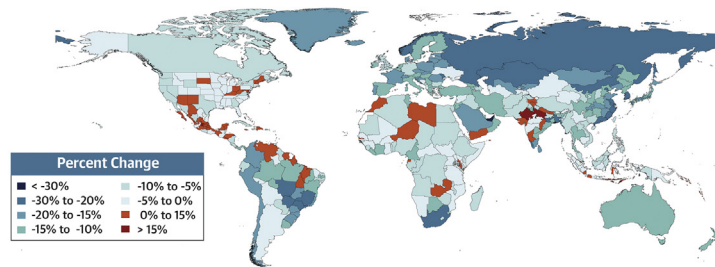 Percent Change
< -30%
-30% to -20%
-20% to -15%
-15% to -10%
-10% to -5%
-5% to 0%
0% to 15%
> 15%